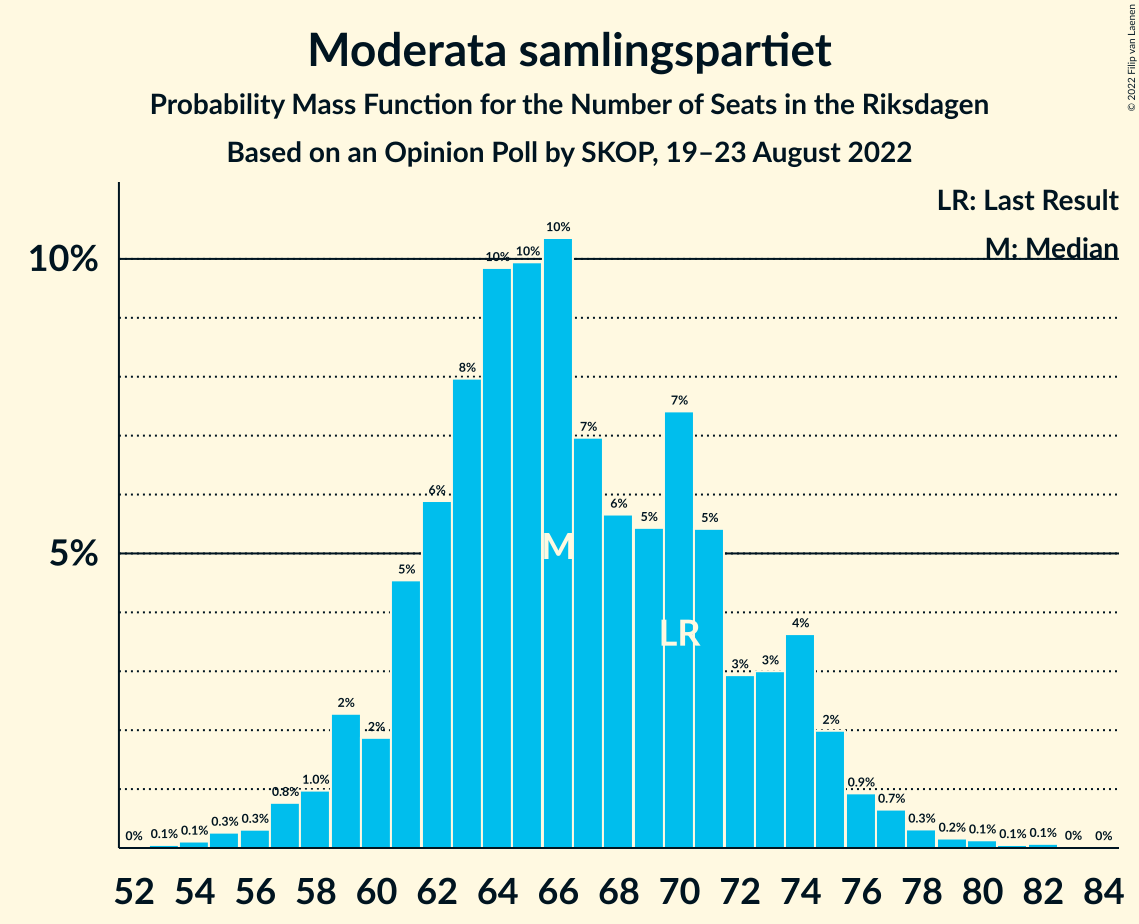 Moderata samlingspartiet
Probability Mass Function for the Number of Seats in the Riksdagen
Based on an Opinion Poll by SKOP, 19–23 August 2022
© 2022 Filip van Laenen
LR: Last Result
M: Median
10%
5%
0% 0.1% 0.1% 0.3% 0.3% 0.8% 1.0% 2% 2% 5% 6% 8% 10% 10% 10% 7% 6% 5% 7% 5% 3% 3% 4% 2% 0.9% 0.7% 0.3% 0.2% 0.1% 0.1% 0.1% 0% 0%
M
LR
52 54 56 58 60 62 64 66 68 70 72 74 76 78 80 82 84